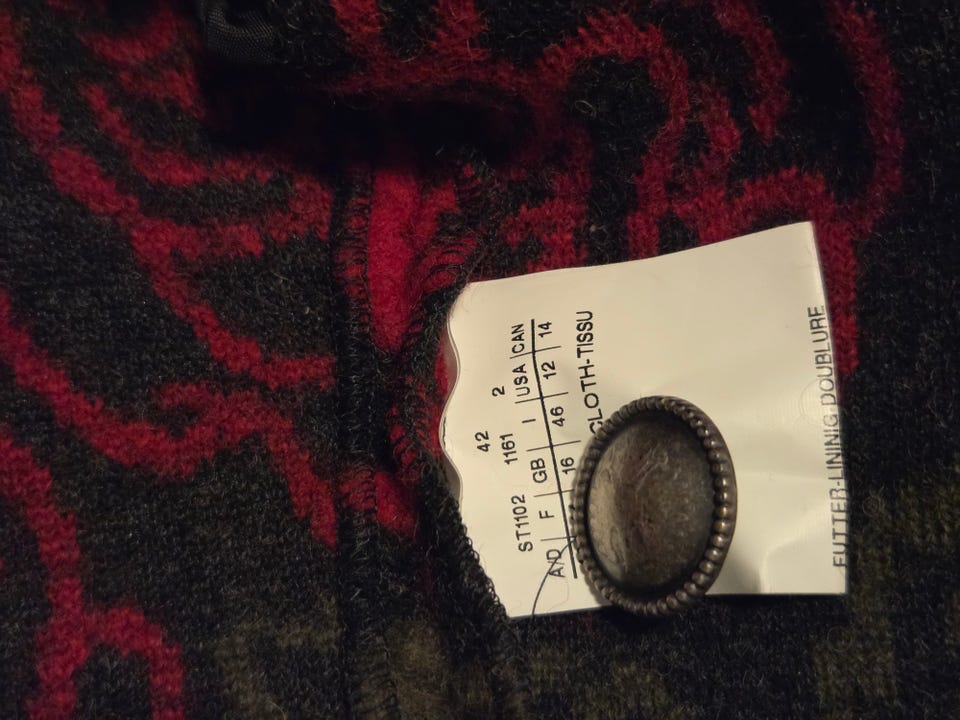 42
ST1102 1161 2
A/D | F | GB | I | USA | CAN
16 46 12 14
CLOTH-TISSU
FUTTER-LINING DOUBLURE